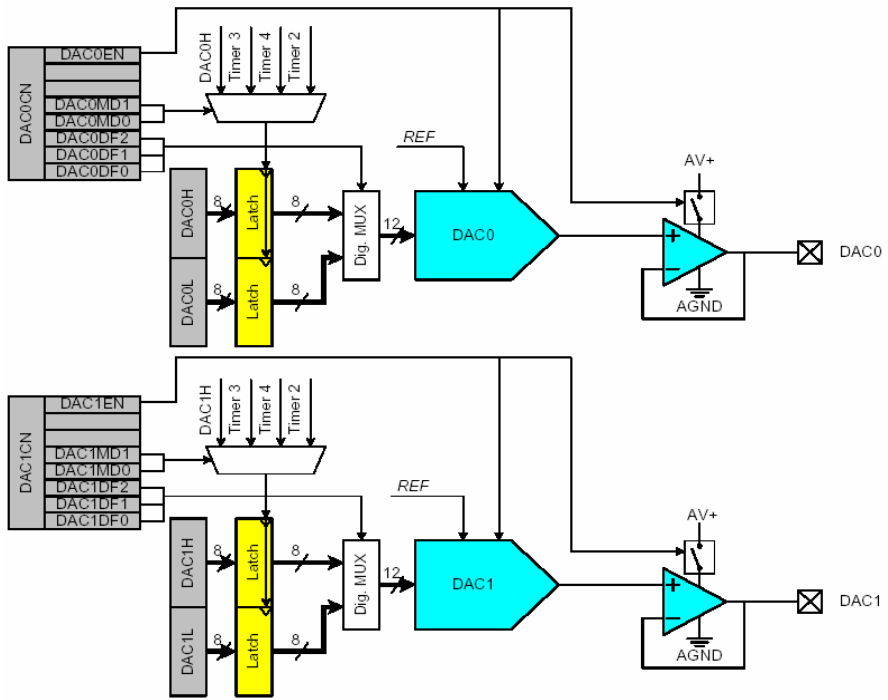 DAC0EN
DAC0CN
DAC0MD1
DAC0MD0
DAC0DF2
DAC0DF1
DAC0DF0
DAC0H
Timer 3
Timer 4
Timer 2
REF
AV+
DAC0H
8
Latch
8
Dig. MUX
12
DAC0
+
−
DAC0
DAC0L
8
Latch
8
AGND
DAC1EN
DAC1CN
DAC1MD1
DAC1MD0
DAC1DF2
DAC1DF1
DAC1DF0
DAC1H
Timer 3
Timer 4
Timer 2
REF
AV+
DAC1H
8
Latch
8
Dig. MUX
12
DAC1
+
−
DAC1
DAC1L
8
Latch
8
AGND